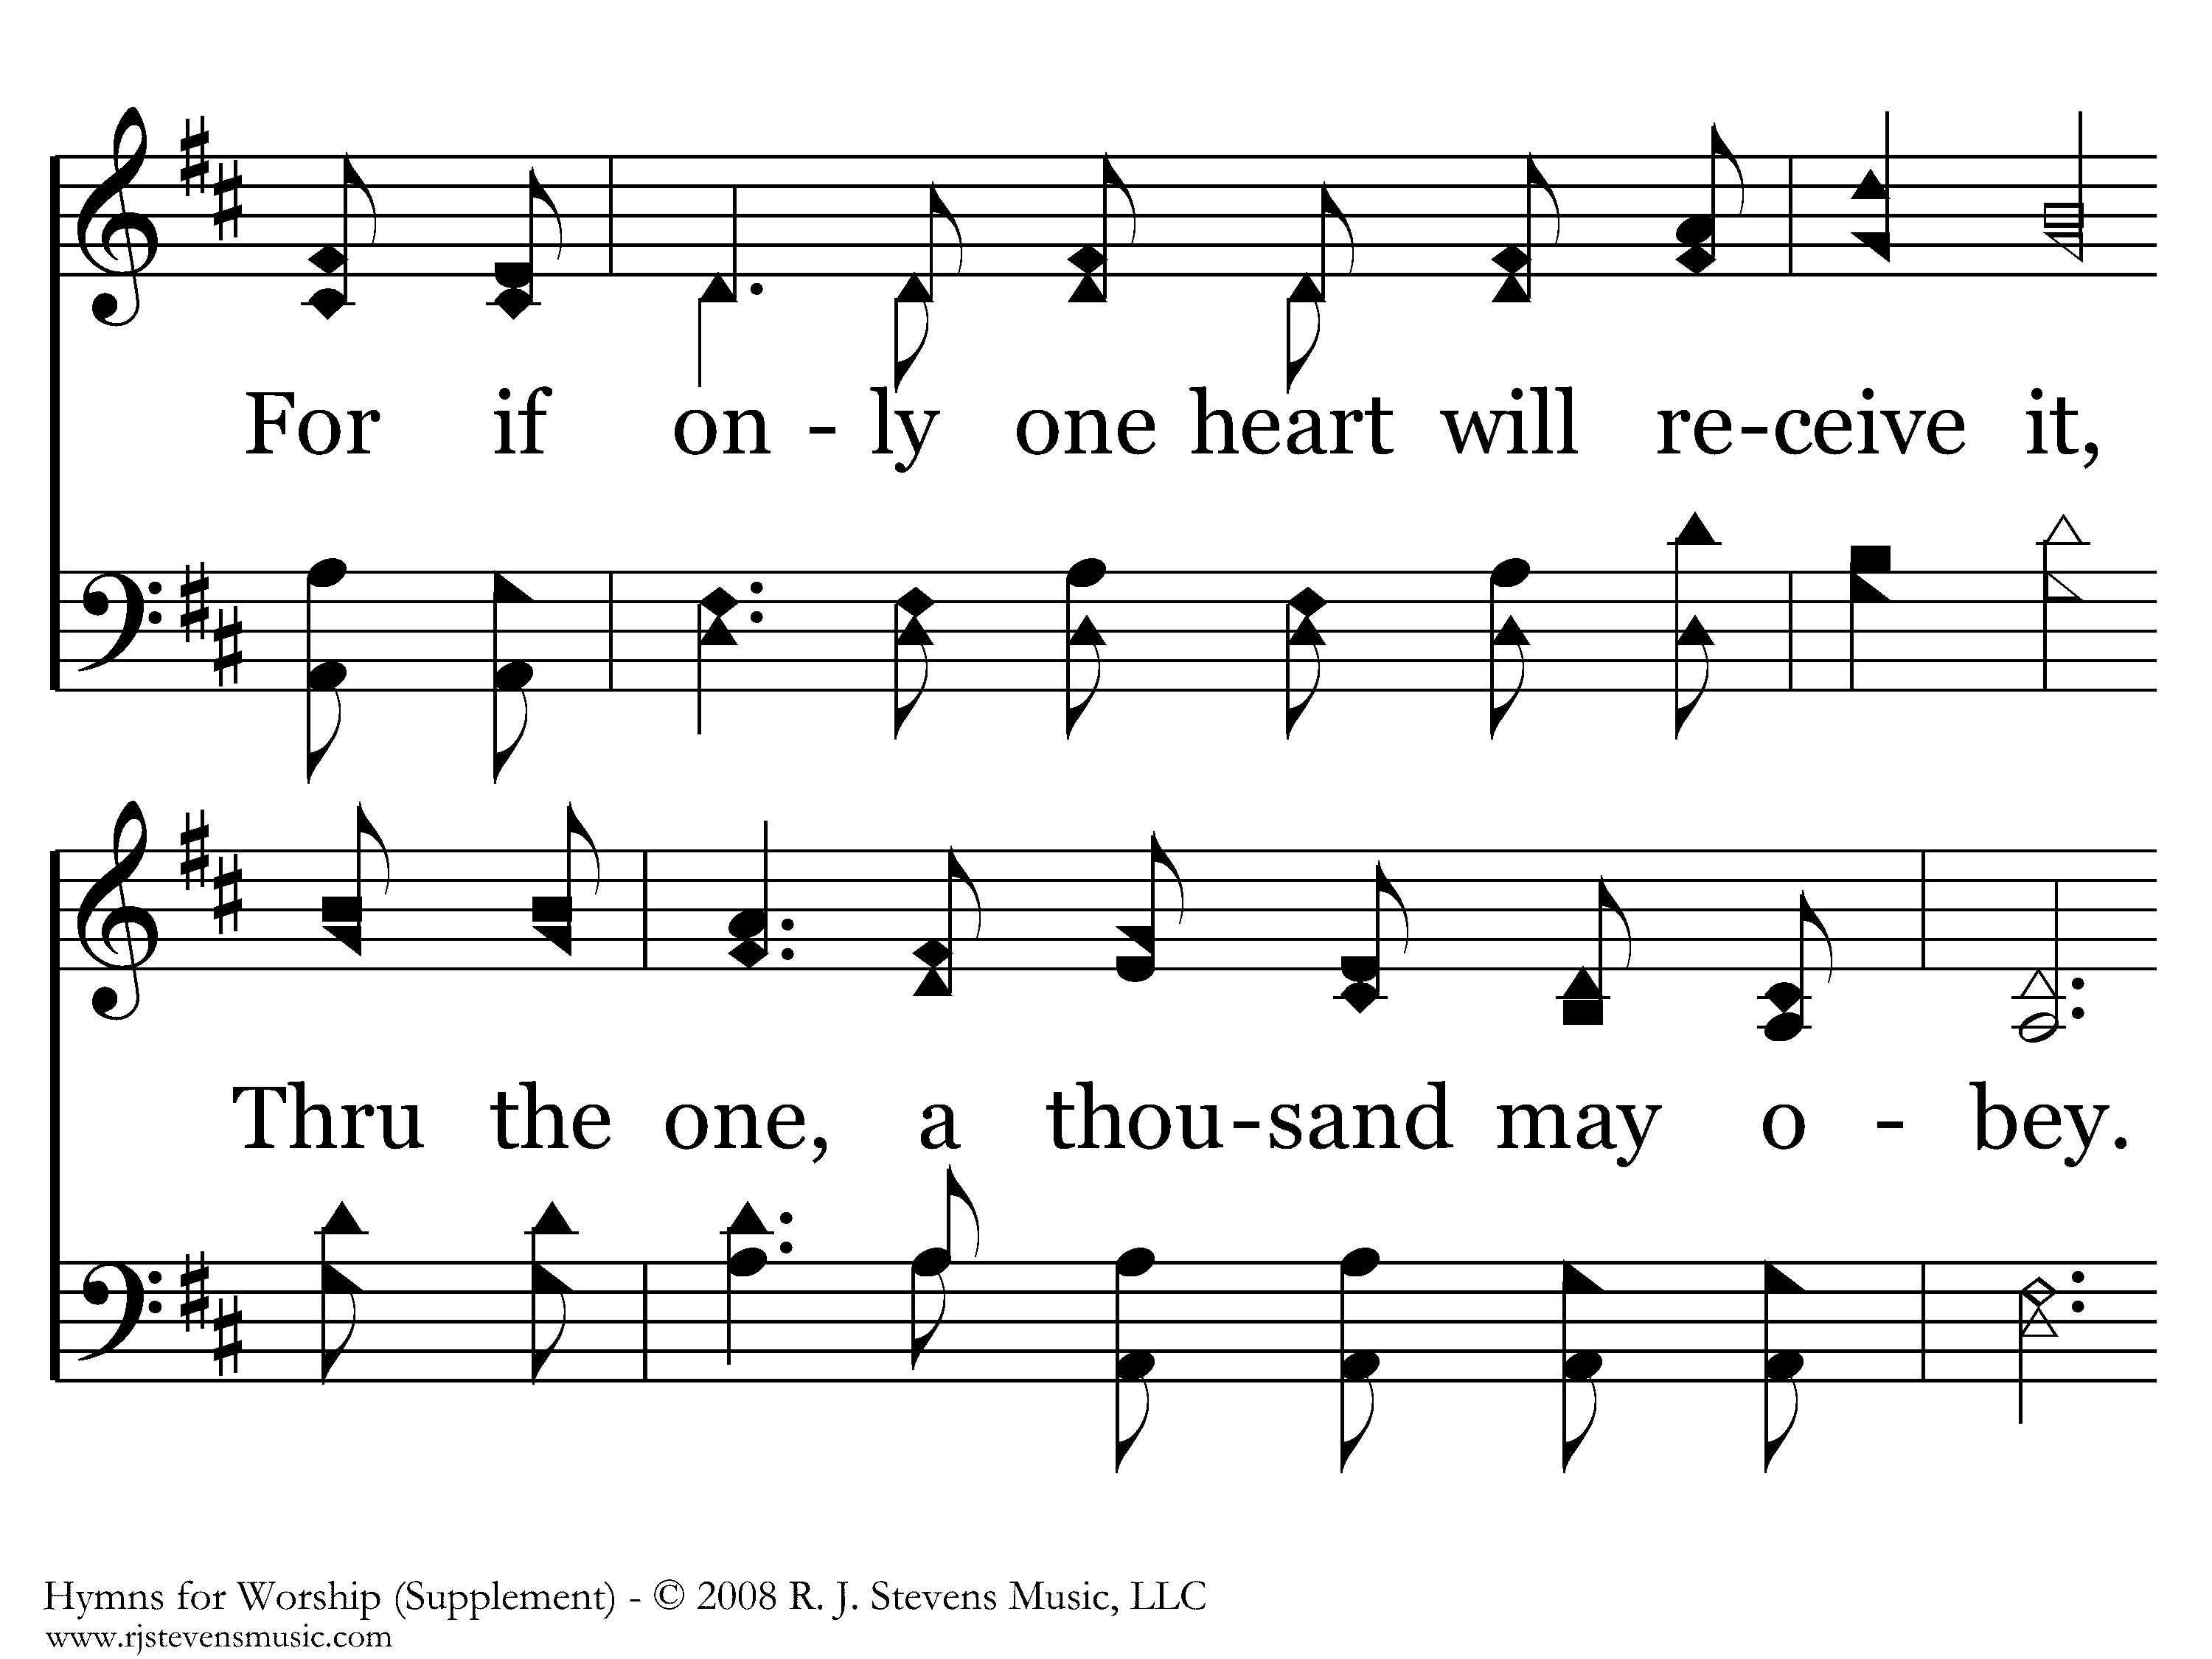 For if on - ly one heart will re-ceive it,
Thru the one, a thou-sand may o - bey.
Hymns for Worship (Supplement) - © 2008 R. J. Stevens Music, LLC
www.rjstevensmusic.com